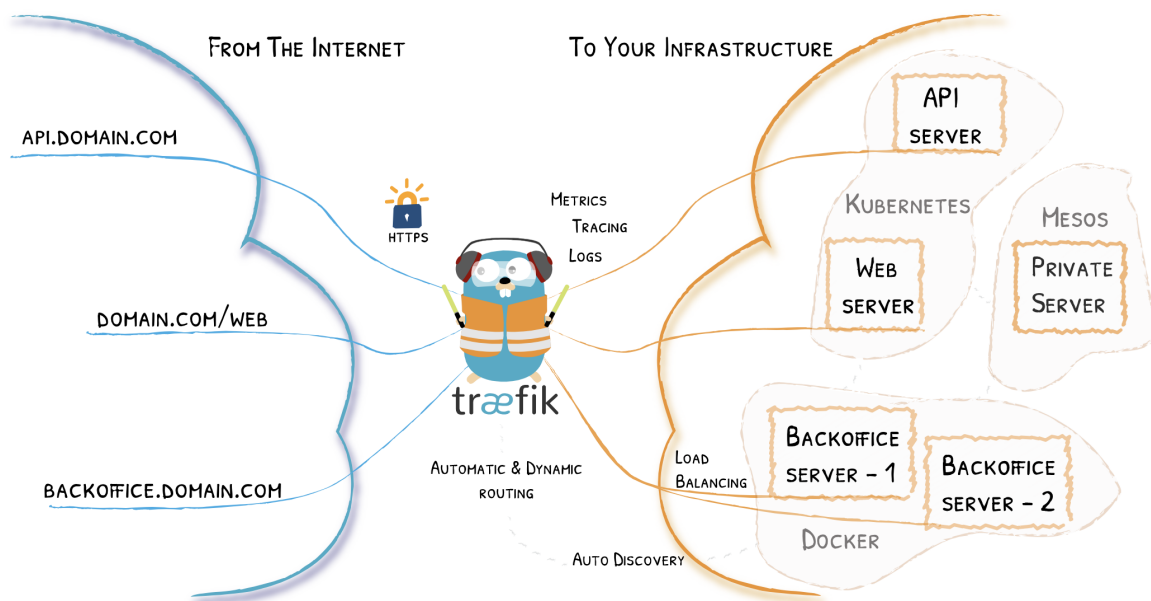 From The Internet
To Your Infrastructure
API.DOMAIN.COM
DOMAIN.COM/WEB
BACKOFFICE.DOMAIN.COM
HTTPS
Metrics
Tracing
Logs
træfik
Automatic & Dynamic
routing
Auto Discovery
Load
Balancing
API
server
Kubernetes
Web
server
Mesos
Private
Server
Backoffice
server - 1
Backoffice
server - 2
Docker